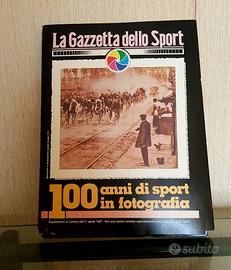 La Gazzetta dello Sport
100 anni di sport
in fotografia
subito